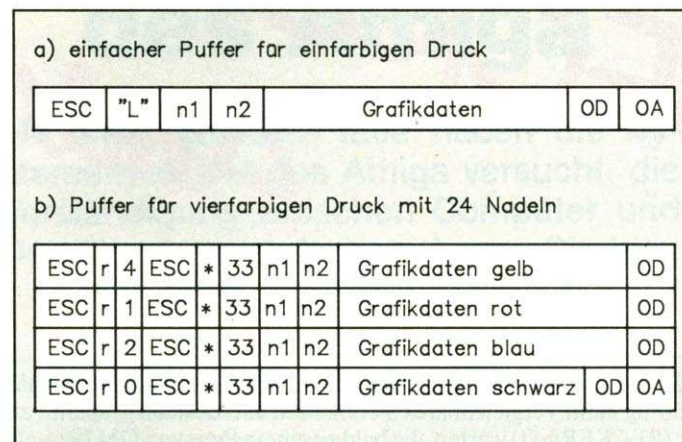 a) einfacher Puffer für einfarbigen Druck
ESC "L" n1 n2 Grafikdaten OD OA
b) Puffer für vierfarbigen Druck mit 24 Nadeln
ESC r 4 ESC * 33 n1 n2 Grafikdaten gelb OD
ESC r 1 ESC * 33 n1 n2 Grafikdaten rot OD
ESC r 2 ESC * 33 n1 n2 Grafikdaten blau OD
ESC r 0 ESC * 33 n1 n2 Grafikdaten schwarz OD OA